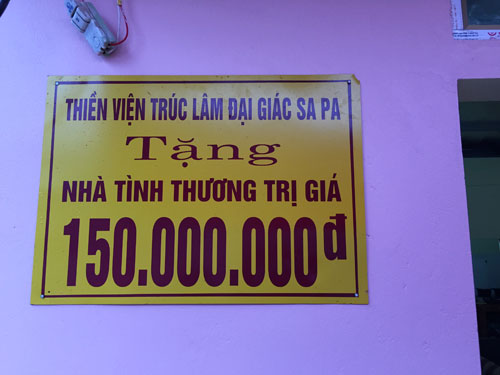 THIỀN VIỆN TRÚC LÂM ĐẠI GIÁC SA PA
Tặng
NHÀ TÌNH THƯƠNG TRỊ GIÁ
150.000.000đ